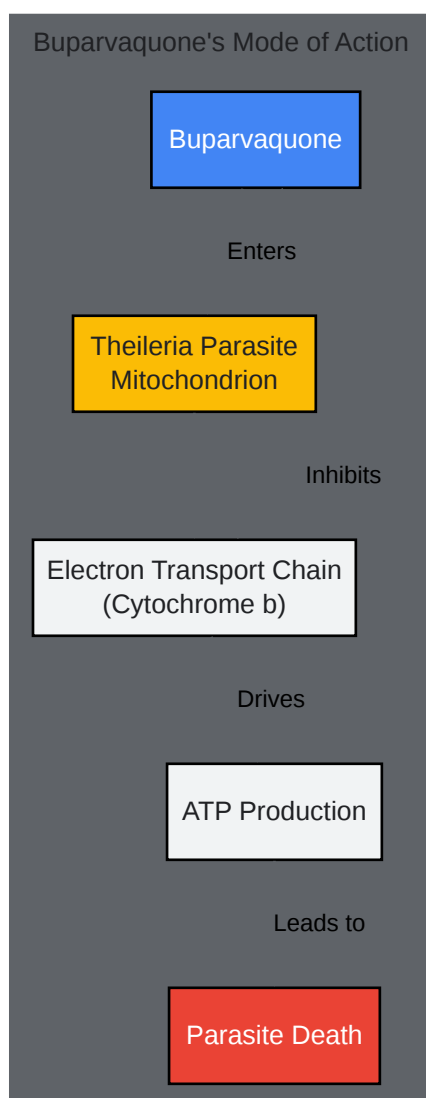 Buparvaquone's Mode of Action
Buparvaquone
Enters
Theileria Parasite
Mitochondrion
Inhibits
Electron Transport Chain
(Cytochrome b)
Drives
ATP Production
Leads to
Parasite Death